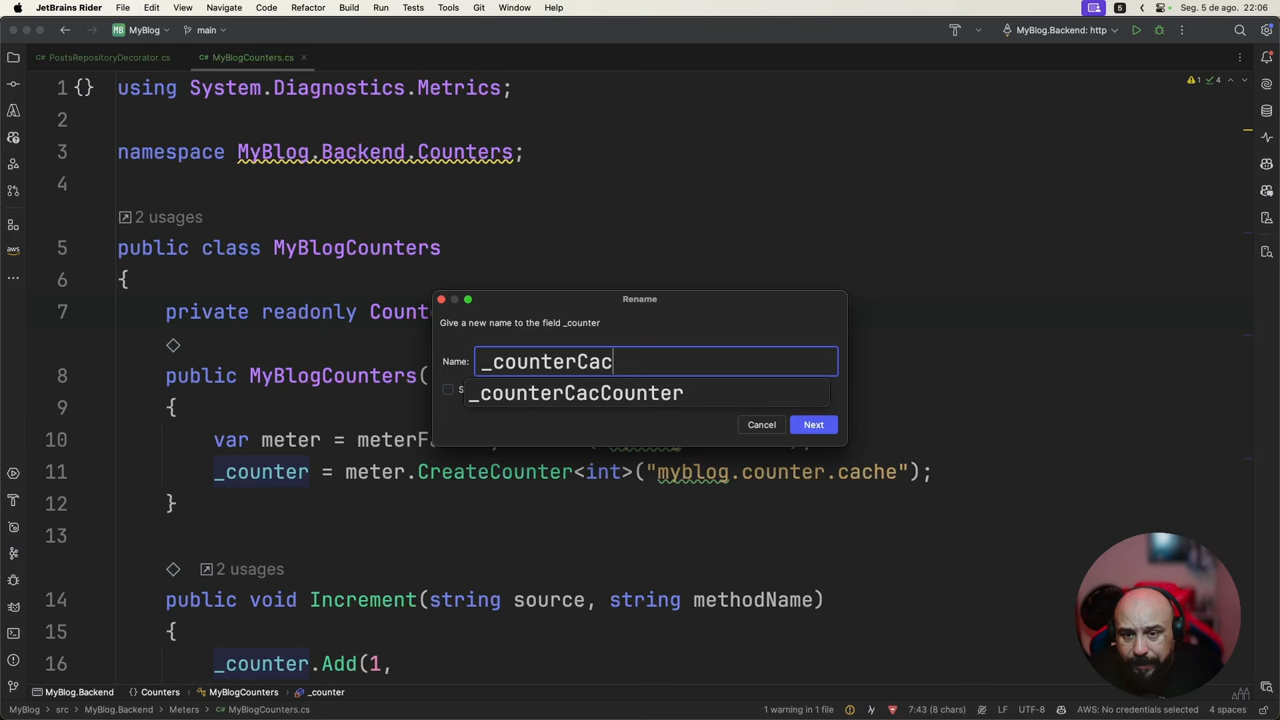 JetBrains Rider File Edit View Navigate Code Refactor Build Run Tests Tools Git Window Help 5 Seg. 5 de ago. 22:06
MB MyBlog main MyBlog.Backend: http
C# PostsRepositoryDecorator.cs C# MyBlogCounters.cs
1 {} using System.Diagnostics.Metrics; 1 4
2
3 namespace MyBlog.Backend.Counters;
4
2 usages
5 public class MyBlogCounters
6 {
Rename
7 private readonly Count
Give a new name to the field _counter
Name: _counterCac
8 public MyBlogCounters(
S
_counterCacCounter
9 {
Cancel Next
10 var meter = meterF
11 _counter = meter.CreateCounter<int>("myblog.counter.cache");
12 }
13
2 usages
14 public void Increment(string source, string methodName)
15 {
16 _counter.Add(1,
aws
MyBlog.Backend {} Counters MyBlogCounters _counter
MyBlog src MyBlog.Backend Meters C# MyBlogCounters.cs 1 warning in 1 file 7:43 (8 chars) LF UTF-8 AWS: No credentials selected 4 spaces